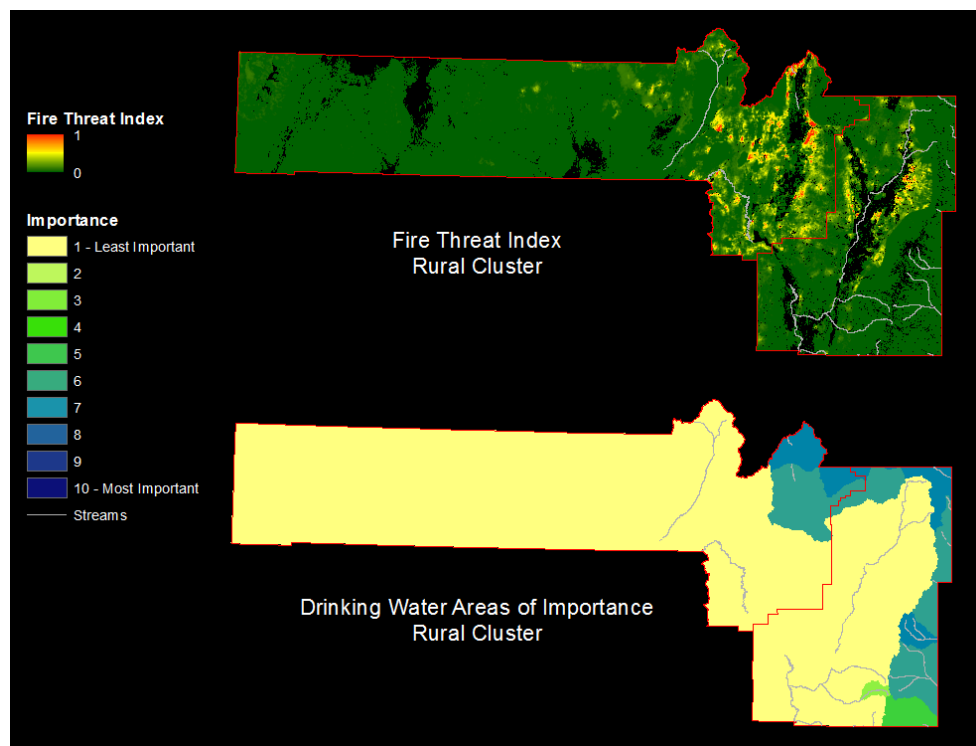 Fire Threat Index
1
0
Importance
1 - Least Important
2
3
4
5
6
7
8
9
10 - Most Important
Streams
Fire Threat Index
Rural Cluster
Drinking Water Areas of Importance
Rural Cluster